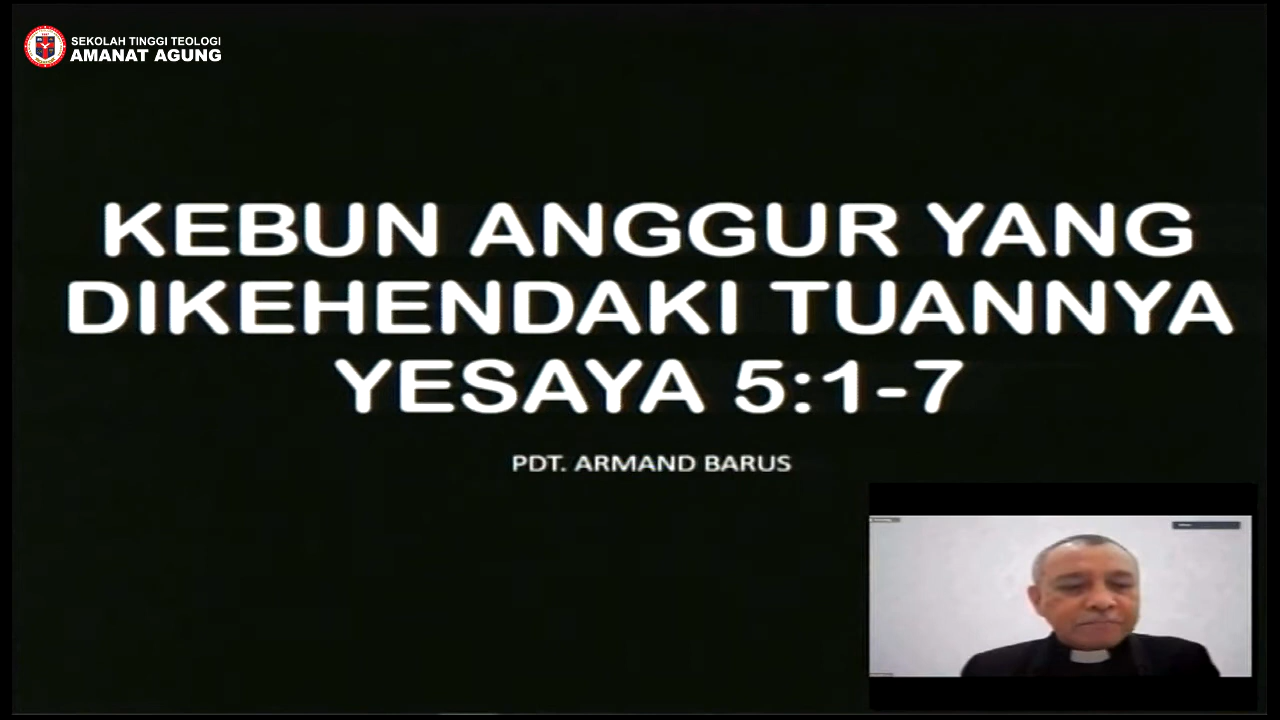 SEKOLAH TINGGI TEOLOGI
AMANAT AGUNG
KEBUN ANGGUR YANG
DIKEHENDAKI TUANNYA
YESAYA 5:1-7
PDT. ARMAND BARUS